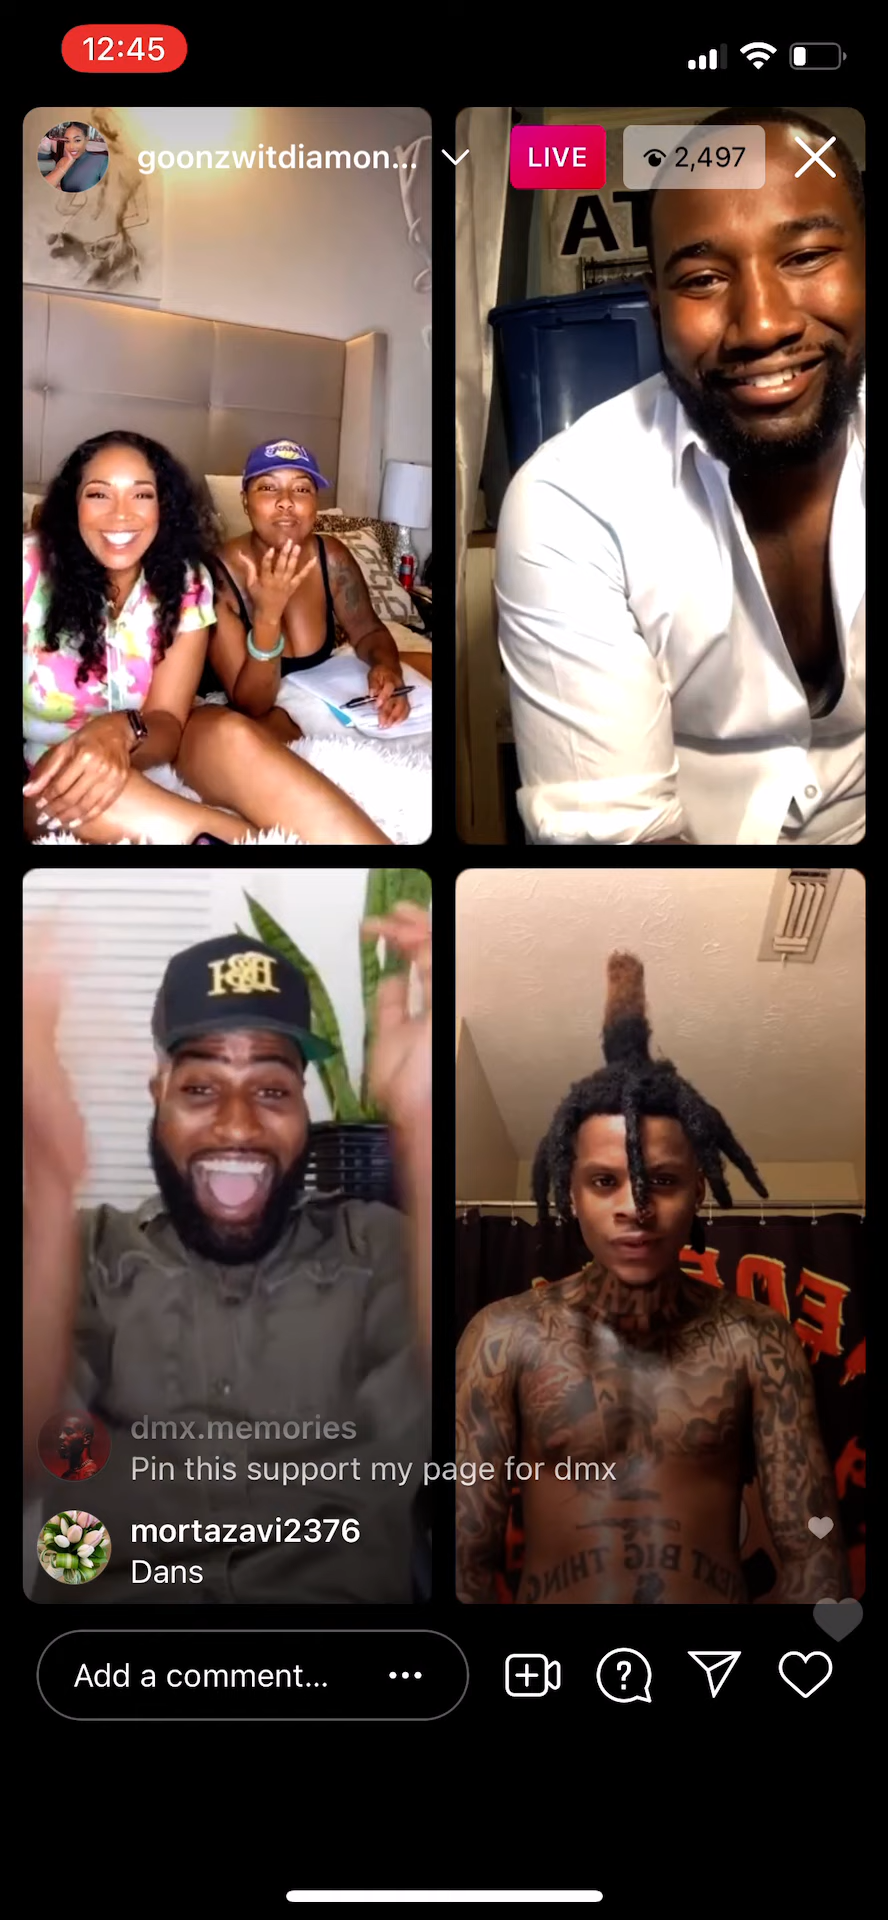 12:45
goonzwitdiamon...
LIVE
2,497
AT
dmx.memories
Pin this support my page for dmx
mortazavi2376
Dans
Add a comment...